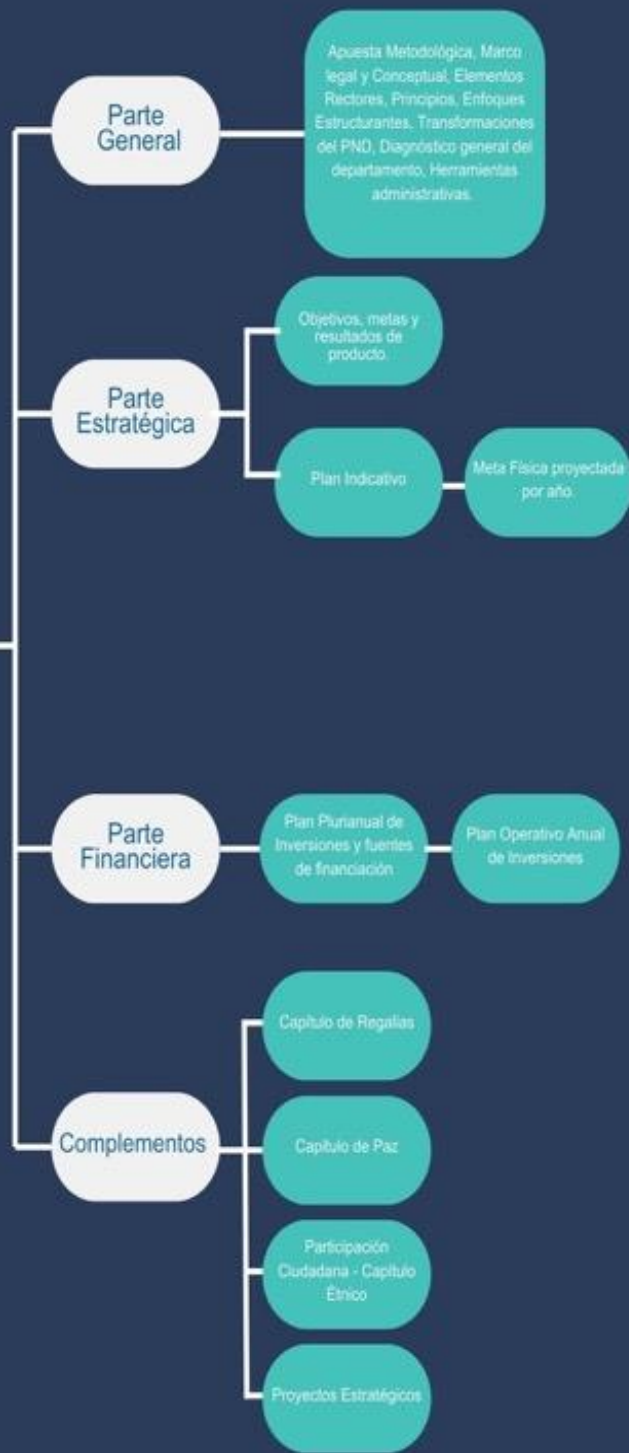 Parte
General
Apuesta Metodológica, Marco
legal y Conceptual, Elementos
Rectores, Principios, Enfoques
Estructurantes, Transformaciones
del PND, Diagnóstico general del
departamento, Herramientas
administrativas.
Parte
Estratégica
Objetivos, metas y
resultados de
producto.
Plan Indicativo
Meta Física proyectada
por año.
Parte
Financiera
Plan Plurianual de
Inversiones y fuentes
de financiación
Plan Operativo Anual
de Inversiones
Complementos
Capítulo de Regalías
Capítulo de Paz
Participación
Ciudadana - Capítulo
Étnico
Proyectos Estratégicos